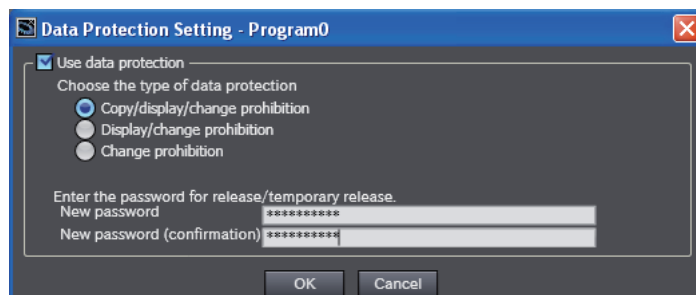 Data Protection Setting - Program0
Use data protection
Choose the type of data protection
Copy/display/change prohibition
Display/change prohibition
Change prohibition
Enter the password for release/temporary release.
New password **********
New password (confirmation) **********
OK Cancel